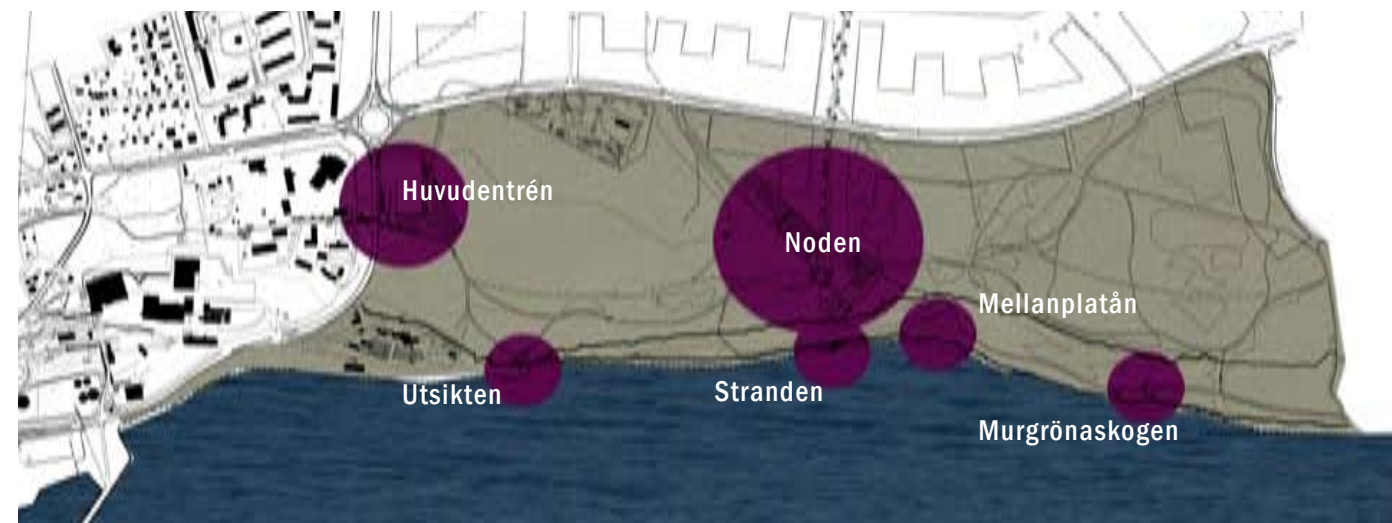 Huvudentrén
Noden
Mellanplatån
Utsikten
Stranden
Murgrönaskogen